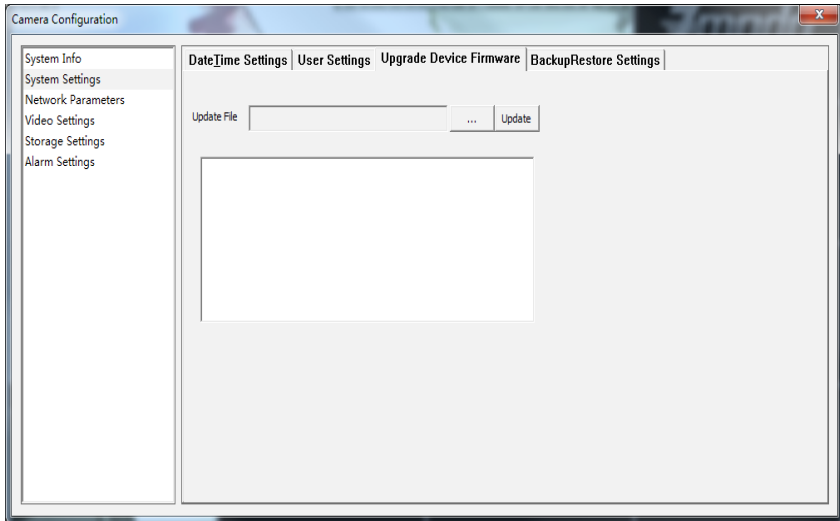 Camera Configuration
X
System Info
System Settings
Network Parameters
Video Settings
Storage Settings
Alarm Settings
DateTime Settings
User Settings
Upgrade Device Firmware
BackupRestore Settings
Update File
...
Update